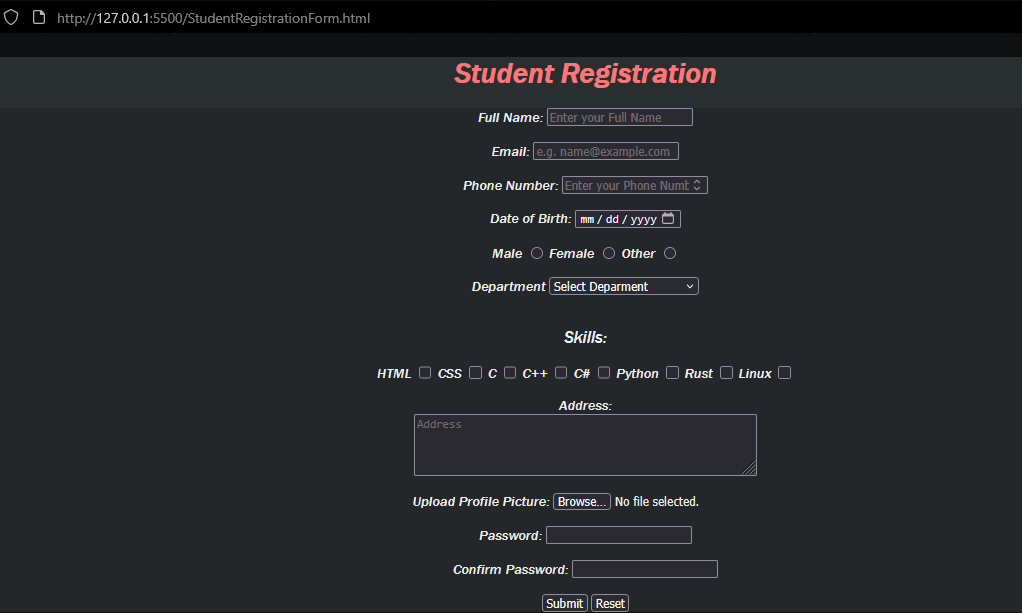 http://127.0.0.1:5500/StudentRegistrationForm.html
Student Registration
Full Name: Enter your Full Name
Email: e.g. name@example.com
Phone Number: Enter your Phone Numb
Date of Birth: mm / dd / yyyy
Male Female Other
Department Select Deparment
Skills:
HTML CSS C C++ C# Python Rust Linux
Address:
Address
Upload Profile Picture: Browse... No file selected.
Password:
Confirm Password:
Submit Reset